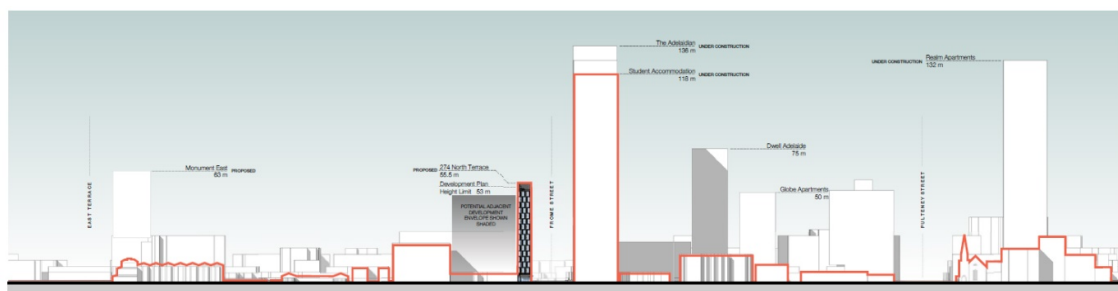 EAST TERRACE
Monument East PROPOSED
63 m
PROPOSED 274 North Terrace
55.5 m
Development Plan
Height Limit 53 m
POTENTIAL ADJACENT
DEVELOPMENT
ENVELOPE SHOWN
SHADED
FROME STREET
The Adelaidian UNDER CONSTRUCTION
138 m
Student Accommodation UNDER CONSTRUCTION
118 m
Dwell Adelaide
75 m
Globe Apartments
50 m
PULTENEY STREET
UNDER CONSTRUCTION Realm Apartments
132 m